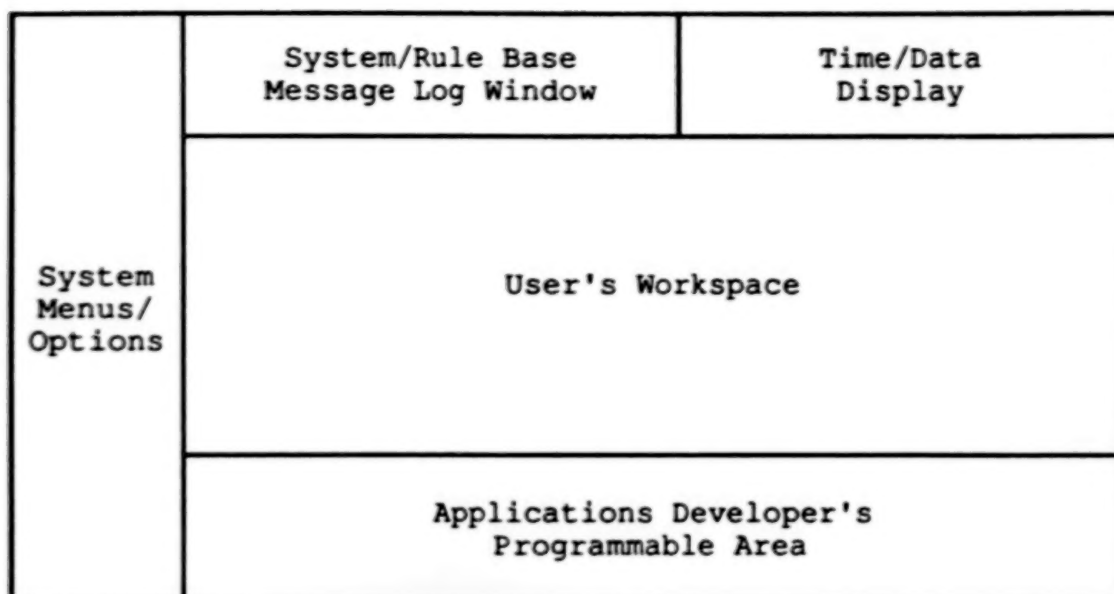 System/Rule Base
Message Log Window
Time/Data
Display
System
Menus/
Options
User's Workspace
Applications Developer's
Programmable Area